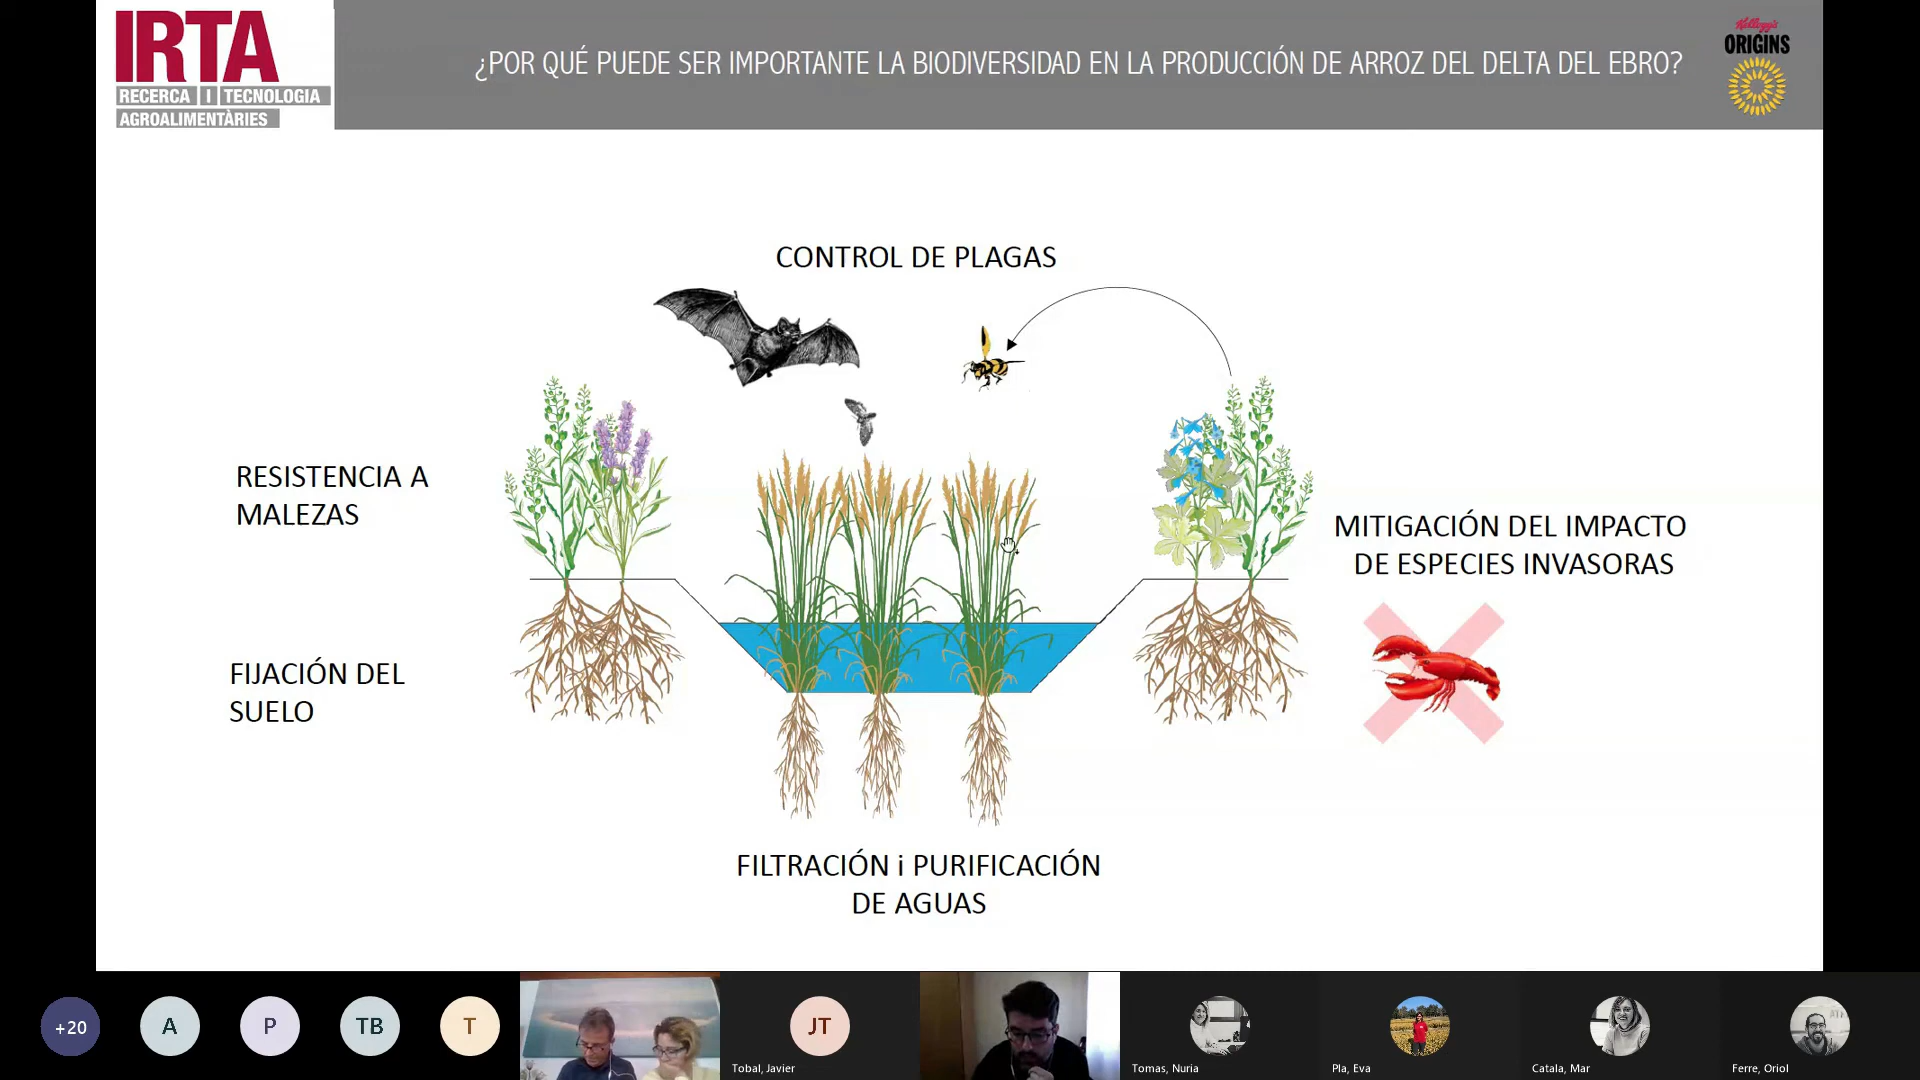 IRTA
RECERCA I TECNOLOGIA
AGROALIMENTÀRIES
¿POR QUÉ PUEDE SER IMPORTANTE LA BIODIVERSIDAD EN LA PRODUCCIÓN DE ARROZ DEL DELTA DEL EBRO?
Kellogg's
ORIGINS
CONTROL DE PLAGAS
RESISTENCIA A
MALEZAS
MITIGACIÓN DEL IMPACTO
DE ESPECIES INVASORAS
FIJACIÓN DEL
SUELO
FILTRACIÓN i PURIFICACIÓN
DE AGUAS
+20
A
P
TB
T
JT
Tobal, Javier
Tomas, Nuria
Pla, Eva
Catala, Mar
Ferre, Oriol